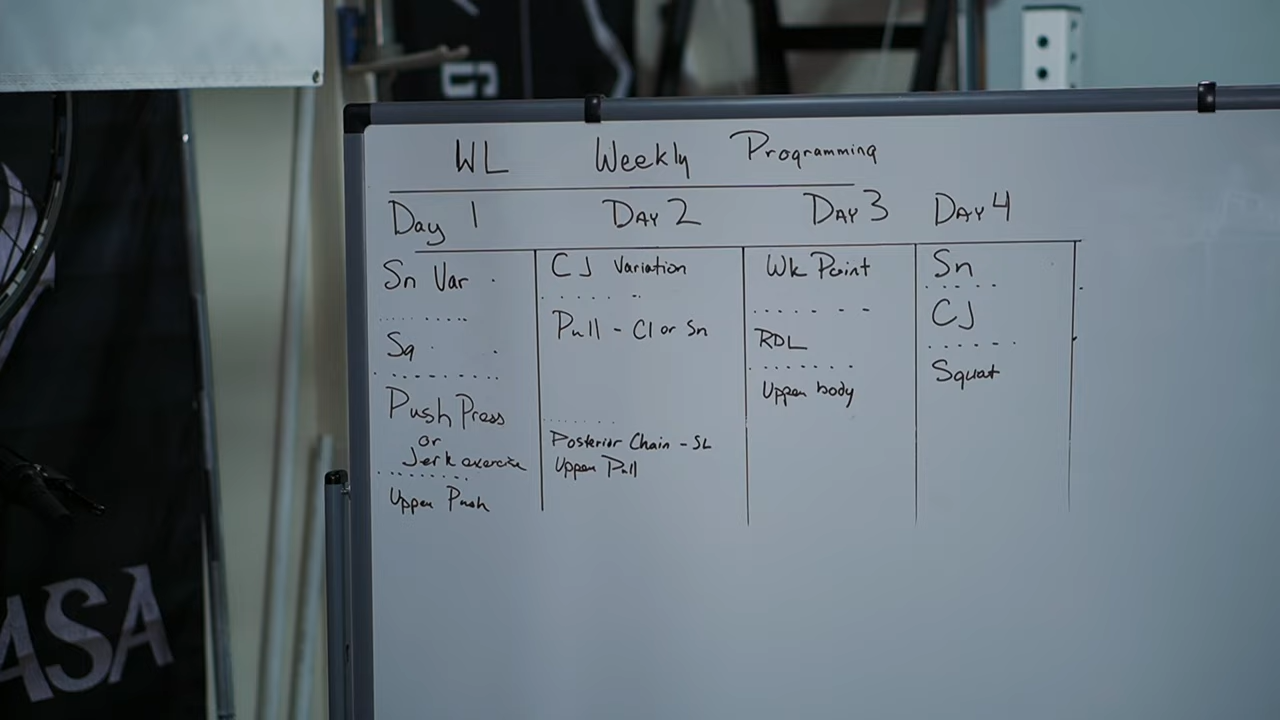 WL Weekly Programming
Day 1
Sn Var
Sq
Push Press
or
Jerk exercise
Upper Push
DAY 2
CJ Variation
Pull - Cl or Sn
Posterior Chain - SL
Upper Pull
DAY 3
Wk Point
RDL
Upper body
DAY 4
Sn
CJ
Squat
ASA